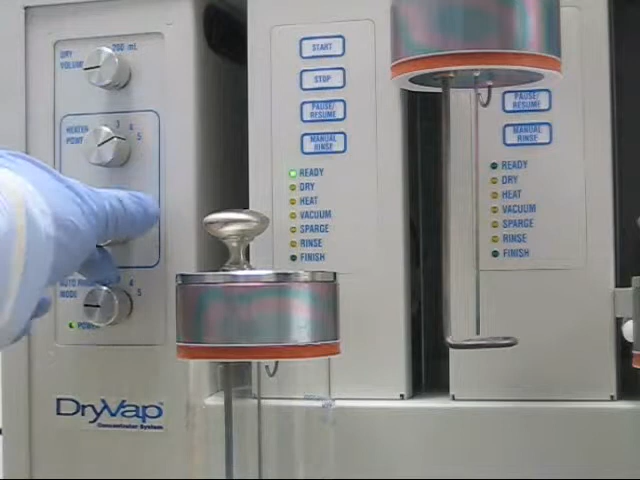 DRY
VOLUME
200 mL
HEATER
POINT
3
4
5
AUTO RINSE
MODE
4
5
POWER
DryVap
Concentrator System
START
STOP
PAUSE/
RESUME
MANUAL
RINSE
READY
DRY
HEAT
VACUUM
SPARGE
RINSE
FINISH
PAUSE/
RESUME
MANUAL
RINSE
READY
DRY
HEAT
VACUUM
SPARGE
RINSE
FINISH